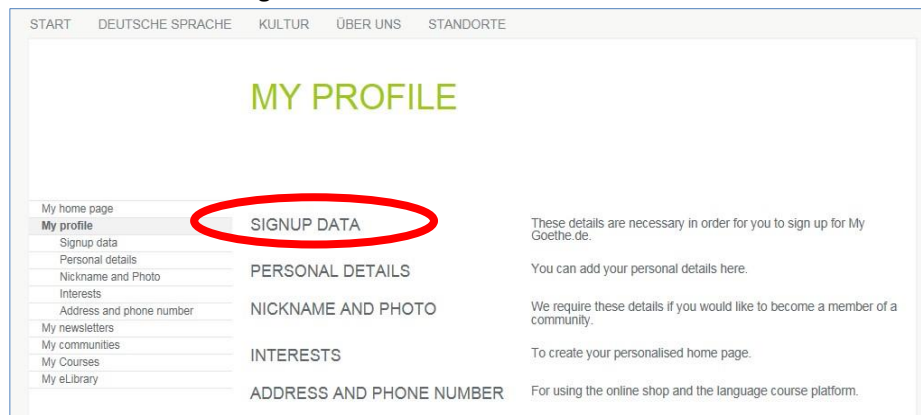 START DEUTSCHE SPRACHE KULTUR ÜBER UNS STANDORTE
MY PROFILE
My home page
My profile
Signup data
Personal details
Nickname and Photo
Interests
Address and phone number
My newsletters
My communities
My Courses
My eLibrary
SIGNUP DATA
These details are necessary in order for you to sign up for My
Goethe.de.
PERSONAL DETAILS
You can add your personal details here.
NICKNAME AND PHOTO
We require these details if you would like to become a member of a
community.
INTERESTS
To create your personalised home page.
ADDRESS AND PHONE NUMBER
For using the online shop and the language course platform.